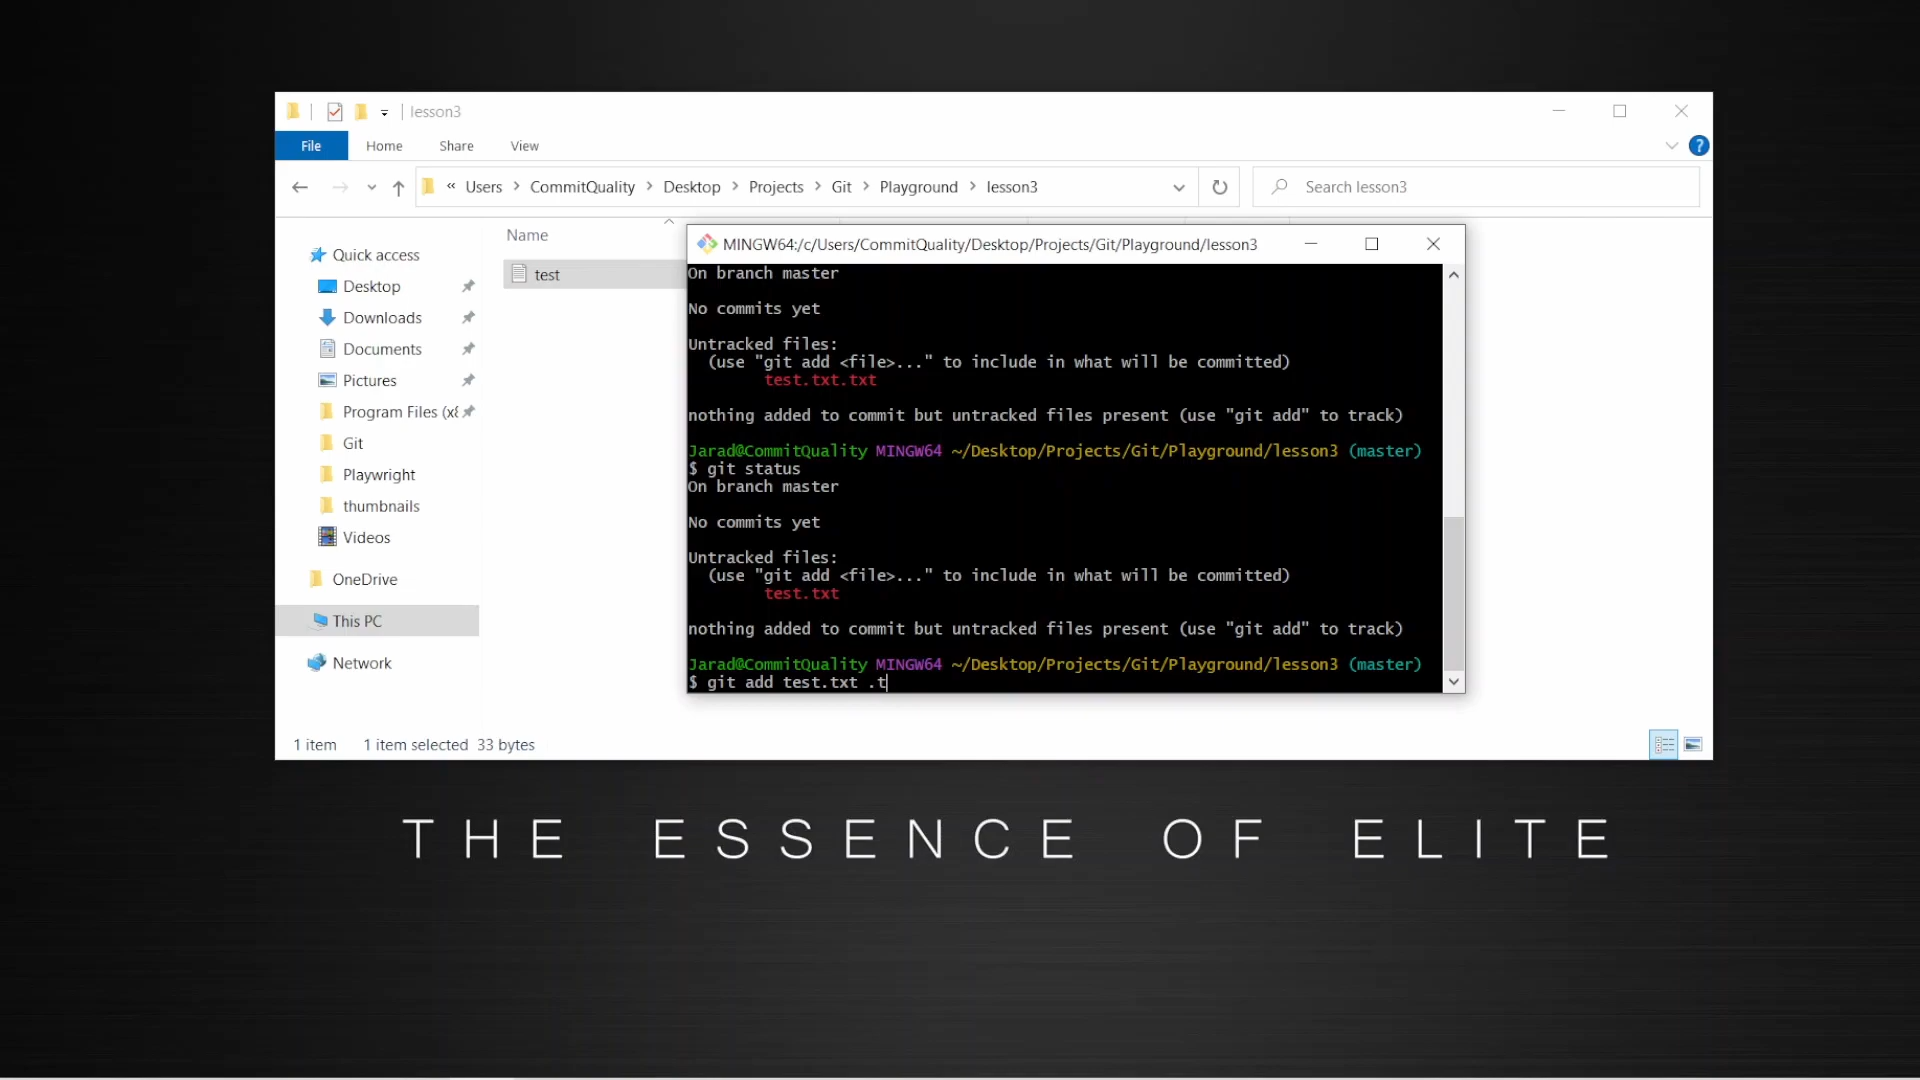 lesson3
File Home Share View
« Users > CommitQuality > Desktop > Projects > Git > Playground > lesson3
Search lesson3
Name
test
Quick access
Desktop
Downloads
Documents
Pictures
Program Files (x8
Git
Playwright
thumbnails
Videos
OneDrive
This PC
Network
MINGW64:/c/Users/CommitQuality/Desktop/Projects/Git/Playground/lesson3
On branch master
No commits yet
Untracked files:
(use "git add <file>..." to include in what will be committed)
test.txt.txt
nothing added to commit but untracked files present (use "git add" to track)
Jarad@CommitQuality MINGW64 ~/Desktop/Projects/Git/Playground/lesson3 (master)
$ git status
On branch master
No commits yet
Untracked files:
(use "git add <file>..." to include in what will be committed)
test.txt
nothing added to commit but untracked files present (use "git add" to track)
Jarad@CommitQuality MINGW64 ~/Desktop/Projects/Git/Playground/lesson3 (master)
$ git add test.txt .t
1 item 1 item selected 33 bytes
THE ESSENCE OF ELITE